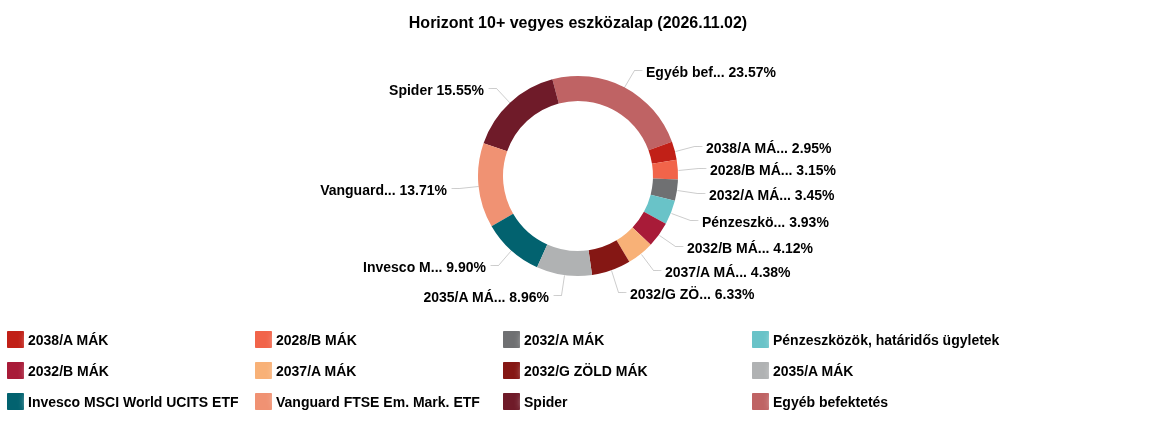 Horizont 10+ vegyes eszközalap (2026.11.02)
Egyéb bef... 23.57%
Spider 15.55%
2038/A MÁ... 2.95%
2028/B MÁ... 3.15%
Vanguard... 13.71%
2032/A MÁ... 3.45%
Pénzeszkö... 3.93%
2032/B MÁ... 4.12%
Invesco M... 9.90%
2037/A MÁ... 4.38%
2032/G ZÖ... 6.33%
2035/A MÁ... 8.96%
2038/A MÁK
2028/B MÁK
2032/A MÁK
Pénzeszközök, határidős ügyletek
2032/B MÁK
2037/A MÁK
2032/G ZÖLD MÁK
2035/A MÁK
Invesco MSCI World UCITS ETF
Vanguard FTSE Em. Mark. ETF
Spider
Egyéb befektetés